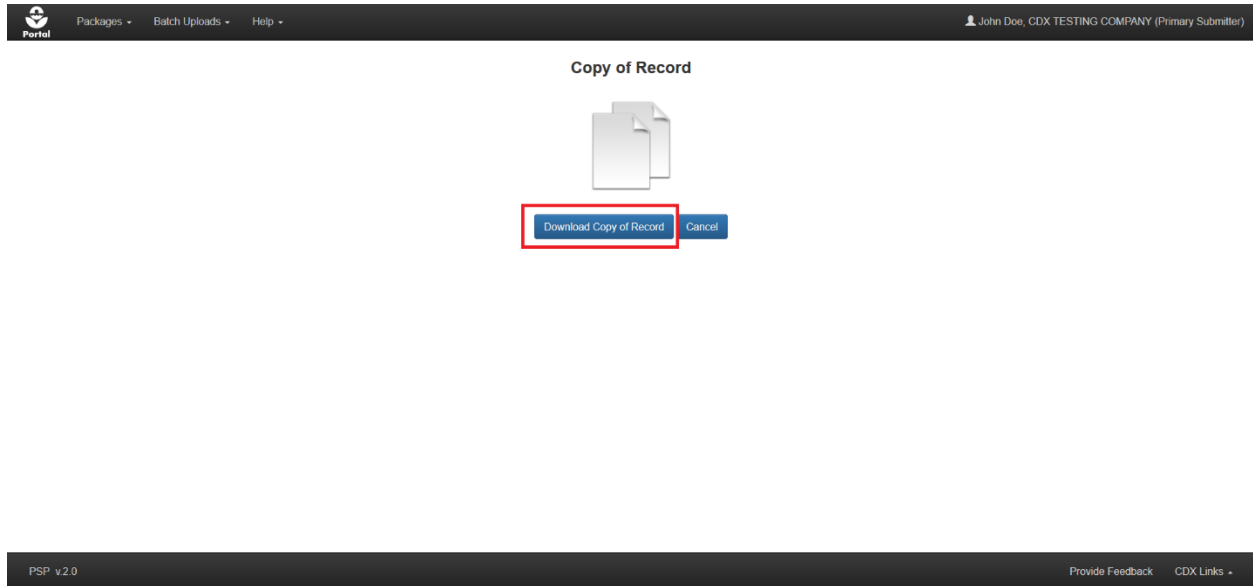 Portal Packages Batch Uploads Help John Doe, CDX TESTING COMPANY (Primary Submitter)
Copy of Record
Download Copy of Record Cancel
PSP v.2.0 Provide Feedback CDX Links